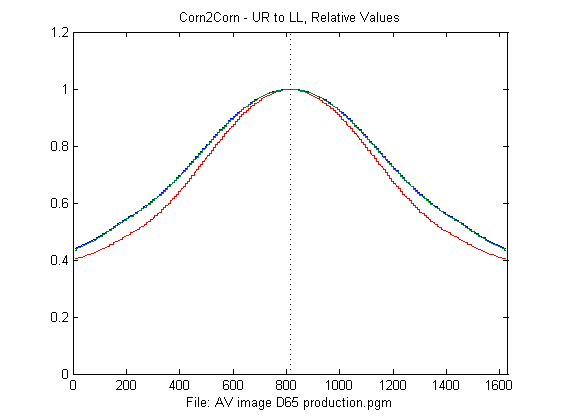 Corn2Corn - UR to LL, Relative Values
1.2
1
0.8
0.6
0.4
0.2
0
0 200 400 600 800 1000 1200 1400 1600
File: AV image D65 production.pgm